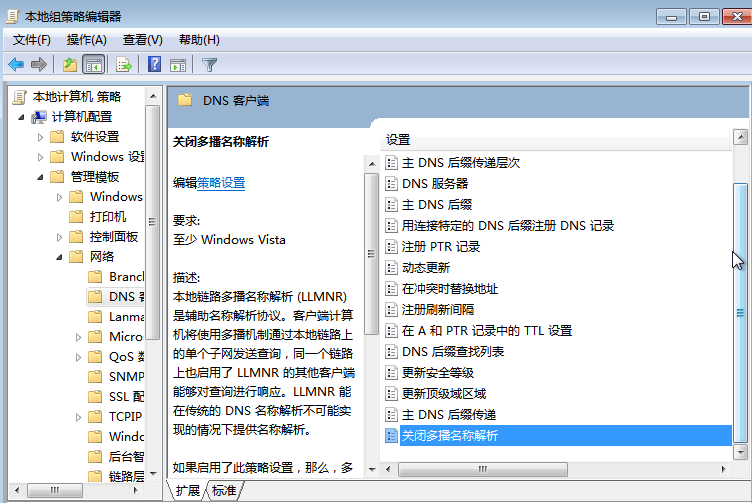 本地组策略编辑器
文件(F) 操作(A) 查看(V) 帮助(H)
本地计算机 策略
计算机配置
软件设置
Windows 设
管理模板
Windows
打印机
控制面板
网络
Branc
DNS 客
Lanma
Micro
QoS 数
SNMP
SSL 配
TCPIP
Windo
后台智
链路层
DNS 客户端
关闭多播名称解析
编辑策略设置
要求:
至少 Windows Vista
描述:
本地链路多播名称解析 (LLMNR)
是辅助名称解析协议。客户端计算
机将使用多播机制通过本地链路上
的单个子网发送查询，同一个链路
上也启用了 LLMNR 的其他客户端
能够对查询进行响应。LLMNR 能
在传统的 DNS 名称解析不可能实
现的情况下提供名称解析。
如果启用了此策略设置，那么，多
设置
主 DNS 后缀传递层次
DNS 服务器
主 DNS 后缀
用连接特定的 DNS 后缀注册 DNS 记录
注册 PTR 记录
动态更新
在冲突时替换地址
注册刷新间隔
在 A 和 PTR 记录中的 TTL 设置
DNS 后缀查找列表
更新安全等级
更新顶级域区域
主 DNS 后缀传递
关闭多播名称解析
扩展 标准